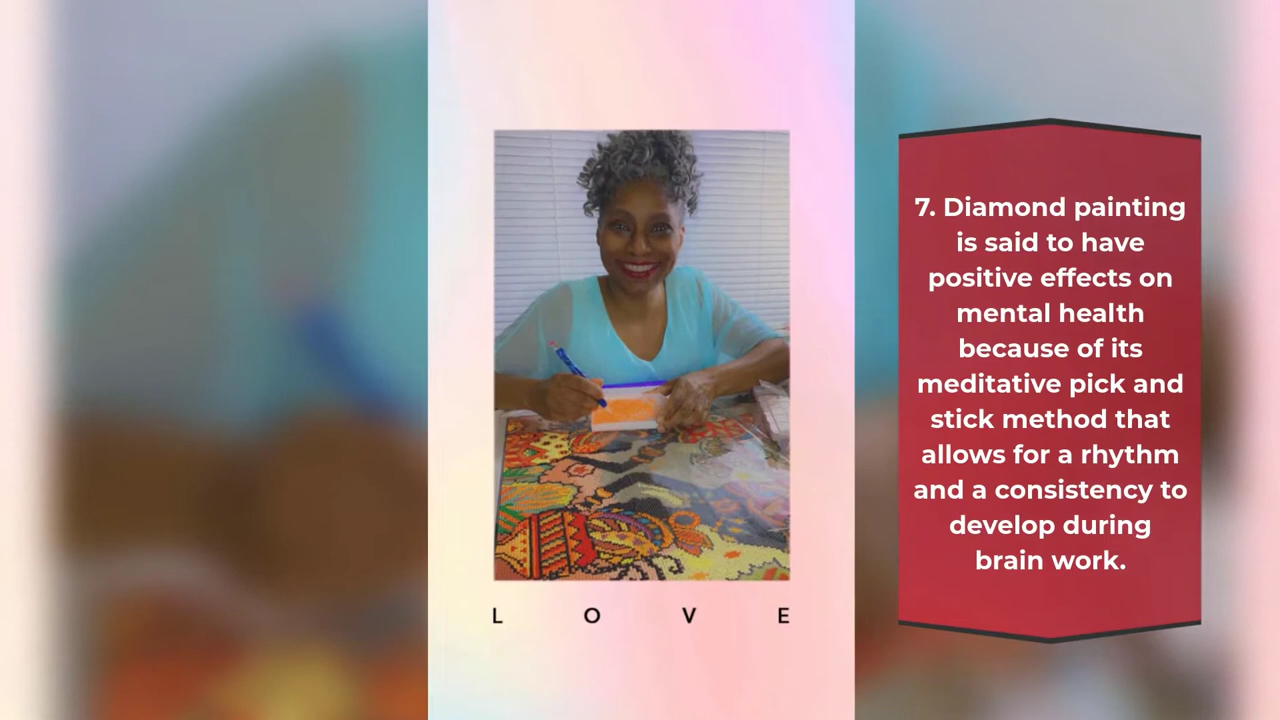 L O V E
7. Diamond painting
is said to have
positive effects on
mental health
because of its
meditative pick and
stick method that
allows for a rhythm
and a consistency to
develop during
brain work.